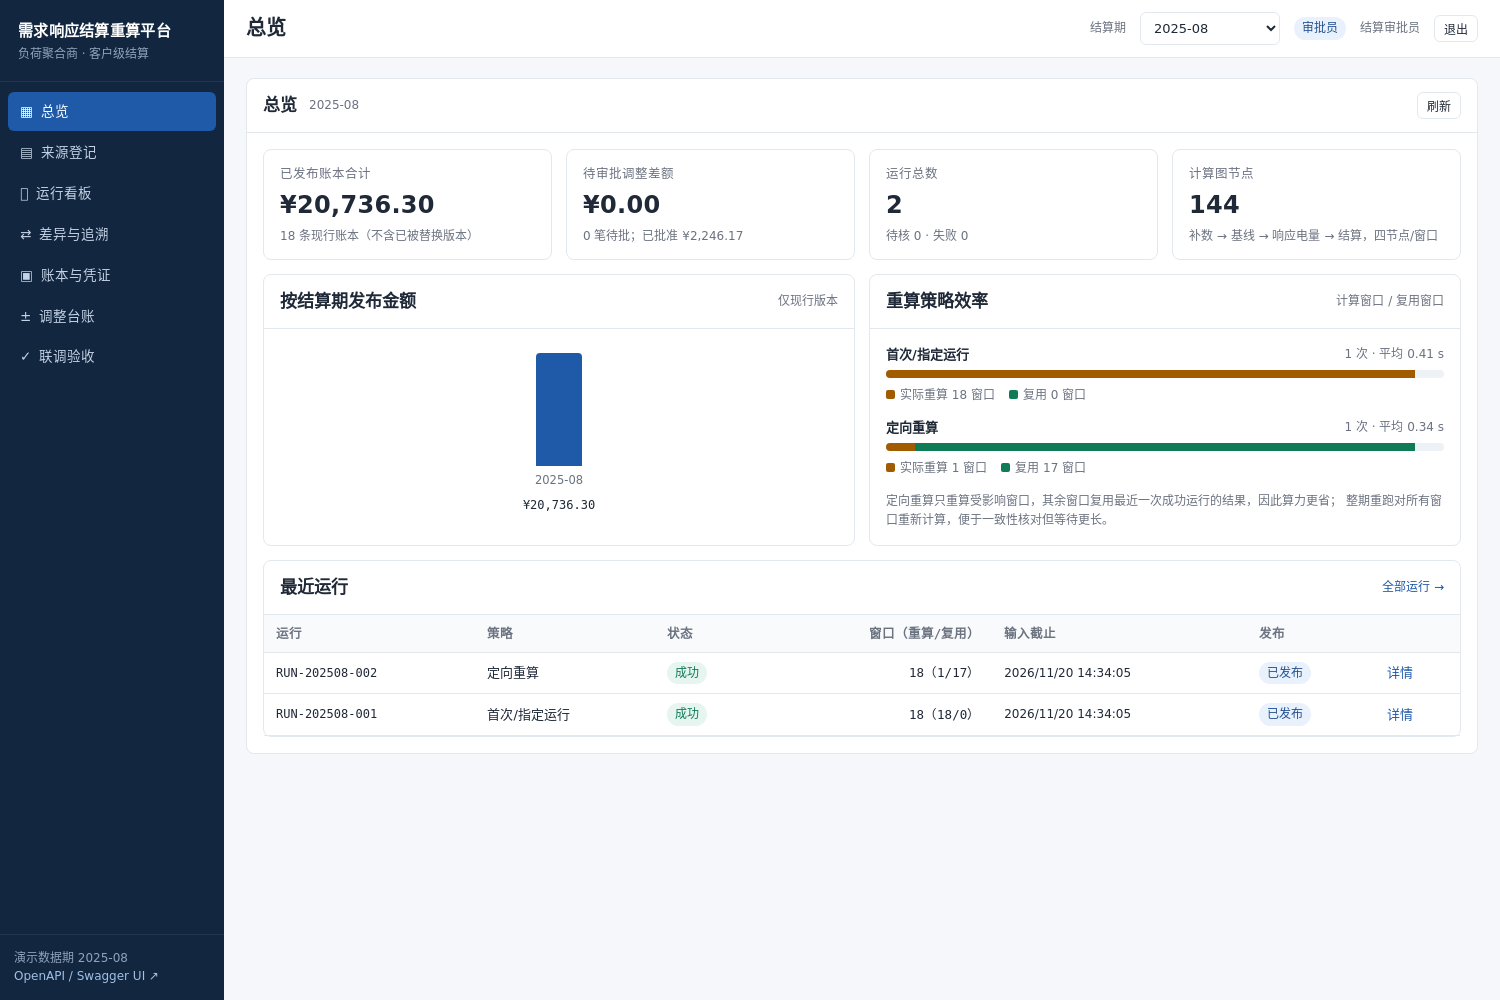 需求响应结算重算平台
负荷聚合商 · 客户级结算
▦ 总览
▤ 来源登记
运行看板
⇄ 差异与追溯
▣ 账本与凭证
± 调整台账
✓ 联调验收
演示数据期 2025-08
OpenAPI / Swagger UI ↗
总览
结算期
2025-08
审批员
结算审批员
退出
总览 2025-08
刷新
已发布账本合计
¥20,736.30
18 条现行账本（不含已被替换版本）
待审批调整差额
¥0.00
0 笔待批；已批准 ¥2,246.17
运行总数
2
待核 0 · 失败 0
计算图节点
144
补数 → 基线 → 响应电量 → 结算，四节点/窗口
按结算期发布金额
仅现行版本
2025-08
¥20,736.30
重算策略效率
计算窗口 / 复用窗口
首次/指定运行
1 次 · 平均 0.41 s
实际重算 18 窗口 复用 0 窗口
定向重算
1 次 · 平均 0.34 s
实际重算 1 窗口 复用 17 窗口
定向重算只重算受影响窗口，其余窗口复用最近一次成功运行的结果，因此算力更省； 整期重跑对所有窗
口重新计算，便于一致性核对但等待更长。
最近运行
全部运行 →
运行 策略 状态 窗口（重算/复用） 输入截止 发布
RUN-202508-002 定向重算 成功 18（1/17） 2026/11/20 14:34:05 已发布 详情
RUN-202508-001 首次/指定运行 成功 18（18/0） 2026/11/20 14:34:05 已发布 详情